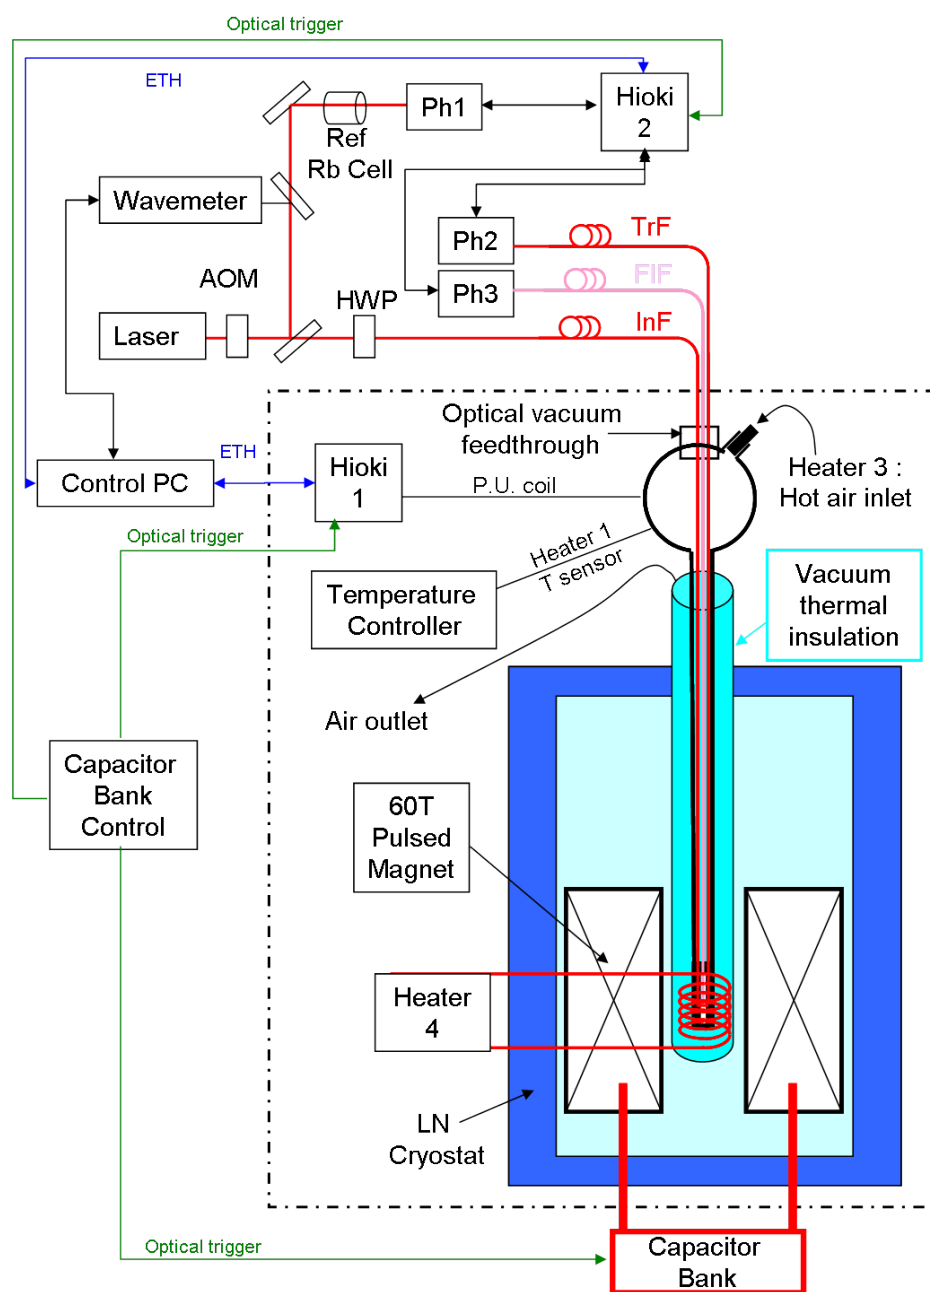 Optical trigger
ETH
Hioki
2
Ph1
Ref
Rb Cell
Wavemeter
Ph2
TrF
AOM
FlF
Ph3
HWP
Laser
InF
Optical vacuum
feedthrough
Heater 3 :
Hot air inlet
ETH
Hioki
1
Control PC
P.U. coil
Optical trigger
Heater 1
T sensor
Vacuum
thermal
insulation
Temperature
Controller
Air outlet
Capacitor
Bank
Control
60T
Pulsed
Magnet
Heater
4
LN
Cryostat
Optical trigger
Capacitor
Bank